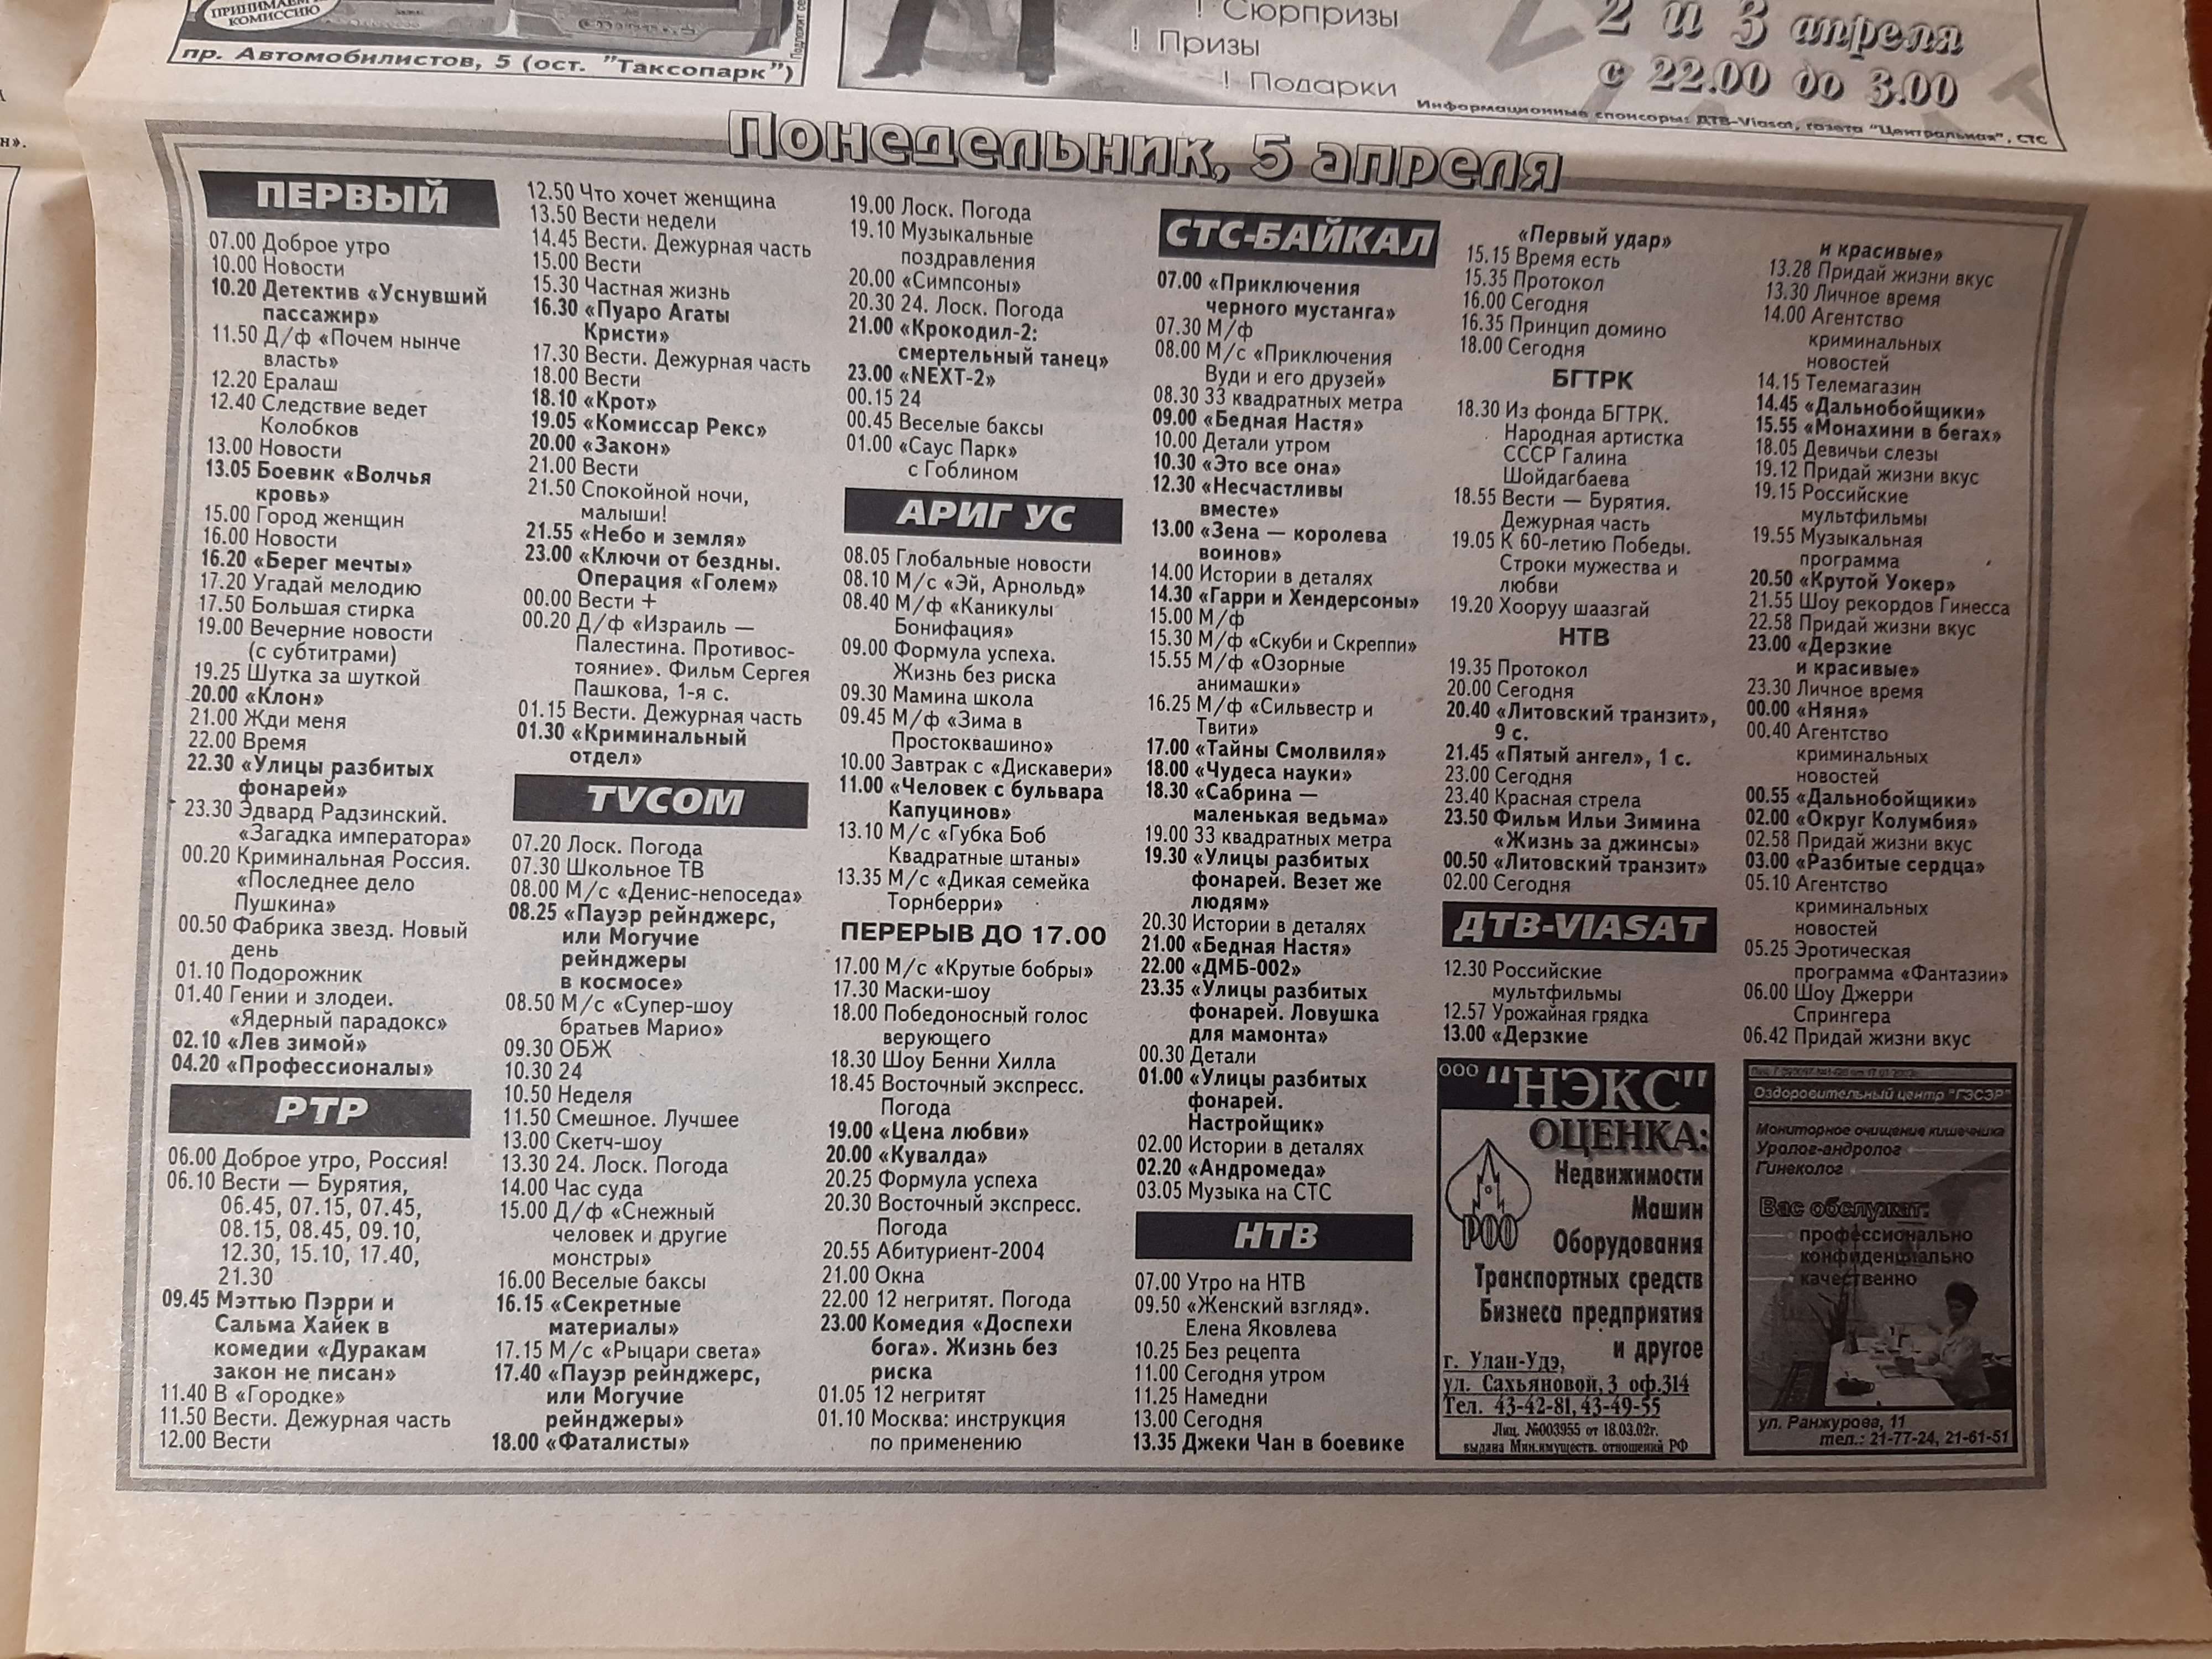 ПРИНИМАЕМ
КОМИССИЮ
пр. Автомобилистов, 5 (ост. "Таксопарк")
! Сюрпризы
! Призы
! Подарки
2 и 3 апреля
с 22.00 до 3.00
Информационные спонсоры: ДТВ-Viasat, газета "Центральная", СТС
н».
Понедельник, 5 апреля
ПЕРВЫЙ
07.00 Доброе утро
10.00 Новости
10.20 Детектив «Уснувший
пассажир»
11.50 Д/ф «Почем нынче
власть»
12.20 Ералаш
12.40 Следствие ведет
Колобков
13.00 Новости
13.05 Боевик «Волчья
кровь»
15.00 Город женщин
16.00 Новости
16.20 «Берег мечты»
17.20 Угадай мелодию
17.50 Большая стирка
19.00 Вечерние новости
(с субтитрами)
19.25 Шутка за шуткой
20.00 «Клон»
21.00 Жди меня
22.00 Время
22.30 «Улицы разбитых
фонарей»
23.30 Эдвард Радзинский.
«Загадка императора»
00.20 Криминальная Россия.
«Последнее дело
Пушкина»
00.50 Фабрика звезд. Новый
день
01.10 Подорожник
01.40 Гении и злодеи.
«Ядерный парадокс»
02.10 «Лев зимой»
04.20 «Профессионалы»
РТР
06.00 Доброе утро, Россия!
06.10 Вести — Бурятия,
06.45, 07.15, 07.45,
08.15, 08.45, 09.10,
12.30, 15.10, 17.40,
21.30
09.45 Мэттью Пэрри и
Сальма Хайек в
комедии «Дуракам
закон не писан»
11.40 В «Городке»
11.50 Вести. Дежурная часть
12.00 Вести
12.50 Что хочет женщина
13.50 Вести недели
14.45 Вести. Дежурная часть
15.00 Вести
15.30 Частная жизнь
16.30 «Пуаро Агаты
Кристи»
17.30 Вести. Дежурная часть
18.00 Вести
18.10 «Крот»
19.05 «Комиссар Рекс»
20.00 «Закон»
21.00 Вести
21.50 Спокойной ночи,
малыши!
21.55 «Небо и земля»
23.00 «Ключи от бездны.
Операция «Голем»
00.00 Вести +
00.20 Д/ф «Израиль —
Палестина. Противос-
тояние». Фильм Сергея
Пашкова, 1-я с.
01.15 Вести. Дежурная часть
01.30 «Криминальный
отдел»
TVCOM
07.20 Лоск. Погода
07.30 Школьное ТВ
08.00 М/с «Денис-непоседа»
08.25 «Пауэр рейнджерс,
или Могучие
рейнджеры
в космосе»
08.50 М/с «Супер-шоу
братьев Марио»
09.30 ОБЖ
10.30 24
10.50 Неделя
11.50 Смешное. Лучшее
13.00 Скетч-шоу
13.30 24. Лоск. Погода
14.00 Час суда
15.00 Д/ф «Снежный
человек и другие
монстры»
16.00 Веселые баксы
16.15 «Секретные
материалы»
17.15 М/с «Рыцари света»
17.40 «Пауэр рейнджерс,
или Могучие
рейнджеры»
18.00 «Фаталисты»
19.00 Лоск. Погода
19.10 Музыкальные
поздравления
20.00 «Симпсоны»
20.30 24. Лоск. Погода
21.00 «Крокодил-2:
смертельный танец»
23.00 «NEXT-2»
00.15 24
00.45 Веселые баксы
01.00 «Саус Парк»
с Гоблином
АРИГ УС
08.05 Глобальные новости
08.10 М/с «Эй, Арнольд»
08.40 М/ф «Каникулы
Бонифация»
09.00 Формула успеха.
Жизнь без риска
09.30 Мамина школа
09.45 М/ф «Зима в
Простоквашино»
10.00 Завтрак с «Дискавери»
11.00 «Человек с бульвара
Капуцинов»
13.10 М/с «Губка Боб
Квадратные штаны»
13.35 М/с «Дикая семейка
Торнберри»
ПЕРЕРЫВ ДО 17.00
17.00 М/с «Крутые бобры»
17.30 Маски-шоу
18.00 Победоносный голос
верующего
18.30 Шоу Бенни Хилла
18.45 Восточный экспресс.
Погода
19.00 «Цена любви»
20.00 «Кувалда»
20.25 Формула успеха
20.30 Восточный экспресс.
Погода
20.55 Абитуриент-2004
21.00 Окна
22.00 12 негритят. Погода
23.00 Комедия «Доспехи
бога». Жизнь без
риска
01.05 12 негритят
01.10 Москва: инструкция
по применению
СТС-БАЙКАЛ
07.00 «Приключения
черного мустанга»
07.30 М/ф
08.00 М/с «Приключения
Вуди и его друзей»
08.30 33 квадратных метра
09.00 «Бедная Настя»
10.00 Детали утром
10.30 «Это все она»
12.30 «Несчастливы
вместе»
13.00 «Зена — королева
воинов»
14.00 Истории в деталях
14.30 «Гарри и Хендерсоны»
15.00 М/ф
15.30 М/ф «Скуби и Скреппи»
15.55 М/ф «Озорные
анимашки»
16.25 М/ф «Сильвестр и
Твити»
17.00 «Тайны Смолвиля»
18.00 «Чудеса науки»
18.30 «Сабрина —
маленькая ведьма»
19.00 33 квадратных метра
19.30 «Улицы разбитых
фонарей. Везет же
людям»
20.30 Истории в деталях
21.00 «Бедная Настя»
22.00 «ДМБ-002»
23.35 «Улицы разбитых
фонарей. Ловушка
для мамонта»
00.30 Детали
01.00 «Улицы разбитых
фонарей.
Настройщик»
02.00 Истории в деталях
02.20 «Андромеда»
03.05 Музыка на СТС
НТВ
07.00 Утро на НТВ
09.50 «Женский взгляд».
Елена Яковлева
10.25 Без рецепта
11.00 Сегодня утром
11.25 Намедни
13.00 Сегодня
13.35 Джеки Чан в боевике
«Первый удар»
15.15 Время есть
15.35 Протокол
16.00 Сегодня
16.35 Принцип домино
18.00 Сегодня
БГТРК
18.30 Из фонда БГТРК.
Народная артистка
СССР Галина
Шойдагбаева
18.55 Вести — Бурятия.
Дежурная часть
19.05 К 60-летию Победы.
Строки мужества и
любви
19.20 Хооруу шаазгай
НТВ
19.35 Протокол
20.00 Сегодня
20.40 «Литовский транзит»,
9 с.
21.45 «Пятый ангел», 1 с.
23.00 Сегодня
23.40 Красная стрела
23.50 Фильм Ильи Зимина
«Жизнь за джинсы»
00.50 «Литовский транзит»
02.00 Сегодня
ДТВ-VIASAT
12.30 Российские
мультфильмы
12.57 Урожайная грядка
13.00 «Дерзкие
и красивые»
13.28 Придай жизни вкус
13.30 Личное время
14.00 Агентство
криминальных
новостей
14.15 Телемагазин
14.45 «Дальнобойщики»
15.55 «Монахини в бегах»
18.05 Девичьи слезы
19.12 Придай жизни вкус
19.15 Российские
мультфильмы
19.55 Музыкальная
программа
20.50 «Крутой Уокер»
21.55 Шоу рекордов Гинесса
22.58 Придай жизни вкус
23.00 «Дерзкие
и красивые»
23.30 Личное время
00.00 «Няня»
00.40 Агентство
криминальных
новостей
00.55 «Дальнобойщики»
02.00 «Округ Колумбия»
02.58 Придай жизни вкус
03.00 «Разбитые сердца»
05.10 Агентство
криминальных
новостей
05.25 Эротическая
программа «Фантазии»
06.00 Шоу Джерри
Спрингера
06.42 Придай жизни вкус
ООО "НЭКС"
ОЦЕНКА:
Недвижимости
Машин
РОО
Оборудования
Транспортных средств
Бизнеса предприятия
и другое
г. Улан-Удэ,
ул. Сахьяновой, 3 оф.314
Тел. 43-42-81, 43-49-55
Лиц. №003955 от 18.03.02г.
выдана Мин.имуществ. отношений РФ
Оздоровительный центр "ГЭСЭР"
Мониторное очищение кишечника
Уролог-андролог
Гинеколог
Вас обслужат:
профессионально
конфиденциально
качественно
ул. Ранжурова, 11
тел.: 21-77-24, 21-61-51